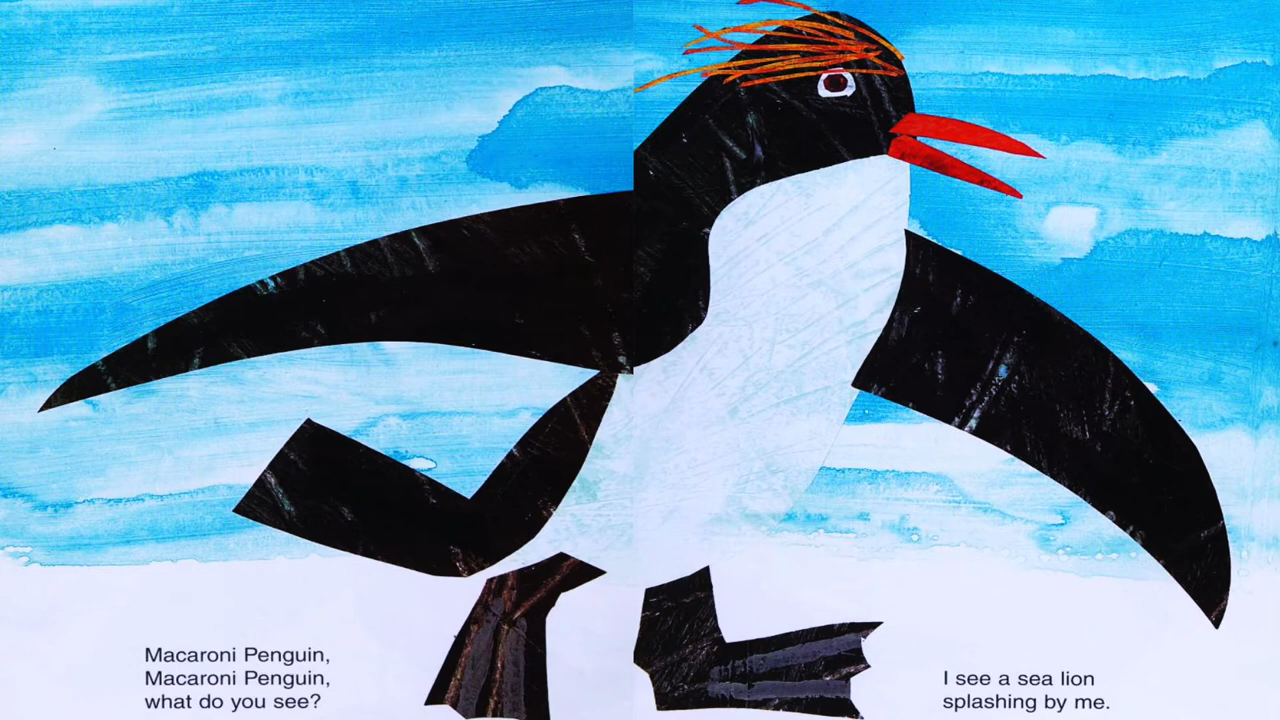 Macaroni Penguin,
Macaroni Penguin,
what do you see?
I see a sea lion
splashing by me.